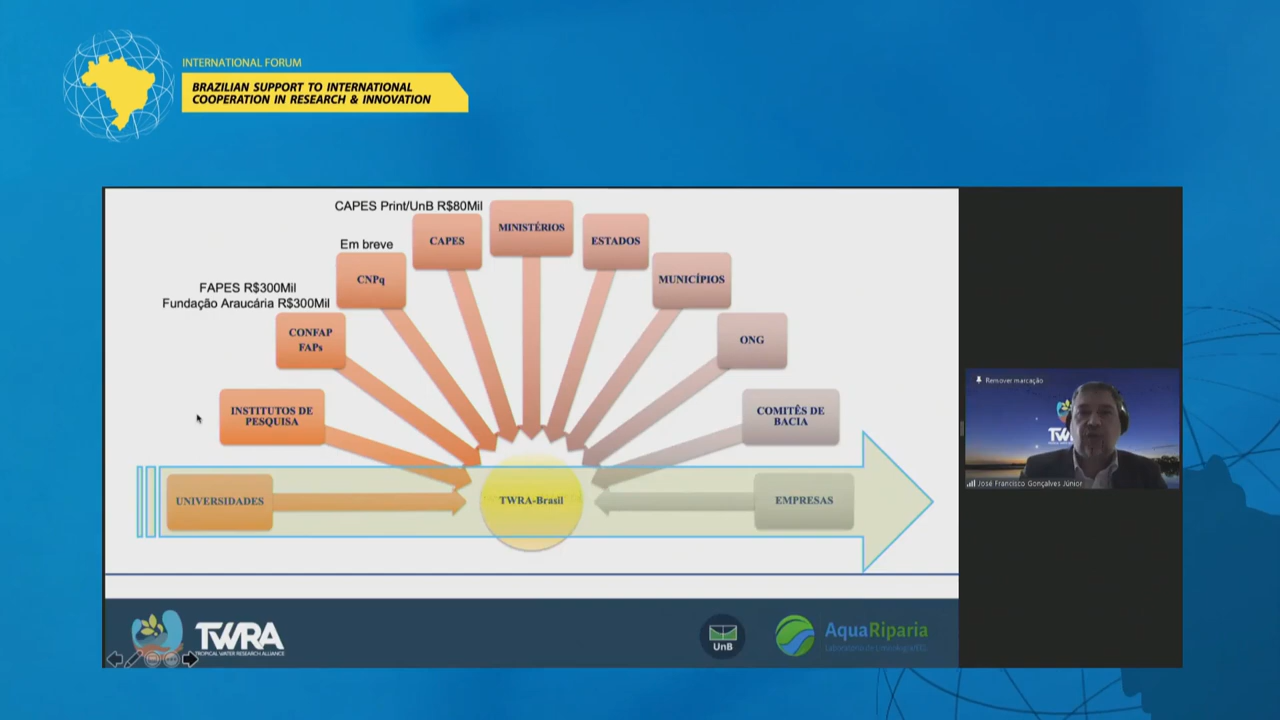 INTERNATIONAL FORUM
BRAZILIAN SUPPORT TO INTERNATIONAL
COOPERATION IN RESEARCH & INNOVATION
CAPES Print/UnB R$80Mil
MINISTÉRIOS
CAPES
ESTADOS
Em breve
CNPq
MUNICÍPIOS
FAPES R$300Mil
Fundação Araucária R$300Mil
CONFAP
FAPs
ONG
INSTITUTOS DE
PESQUISA
COMITÊS DE
BACIA
UNIVERSIDADES
TWRA-Brasil
EMPRESAS
Remover marcação
TW
José Francisco Gonçalves Júnior
TWRA
TROPICAL WATER RESEARCH ALLIANCE
UnB
AquaRiparia